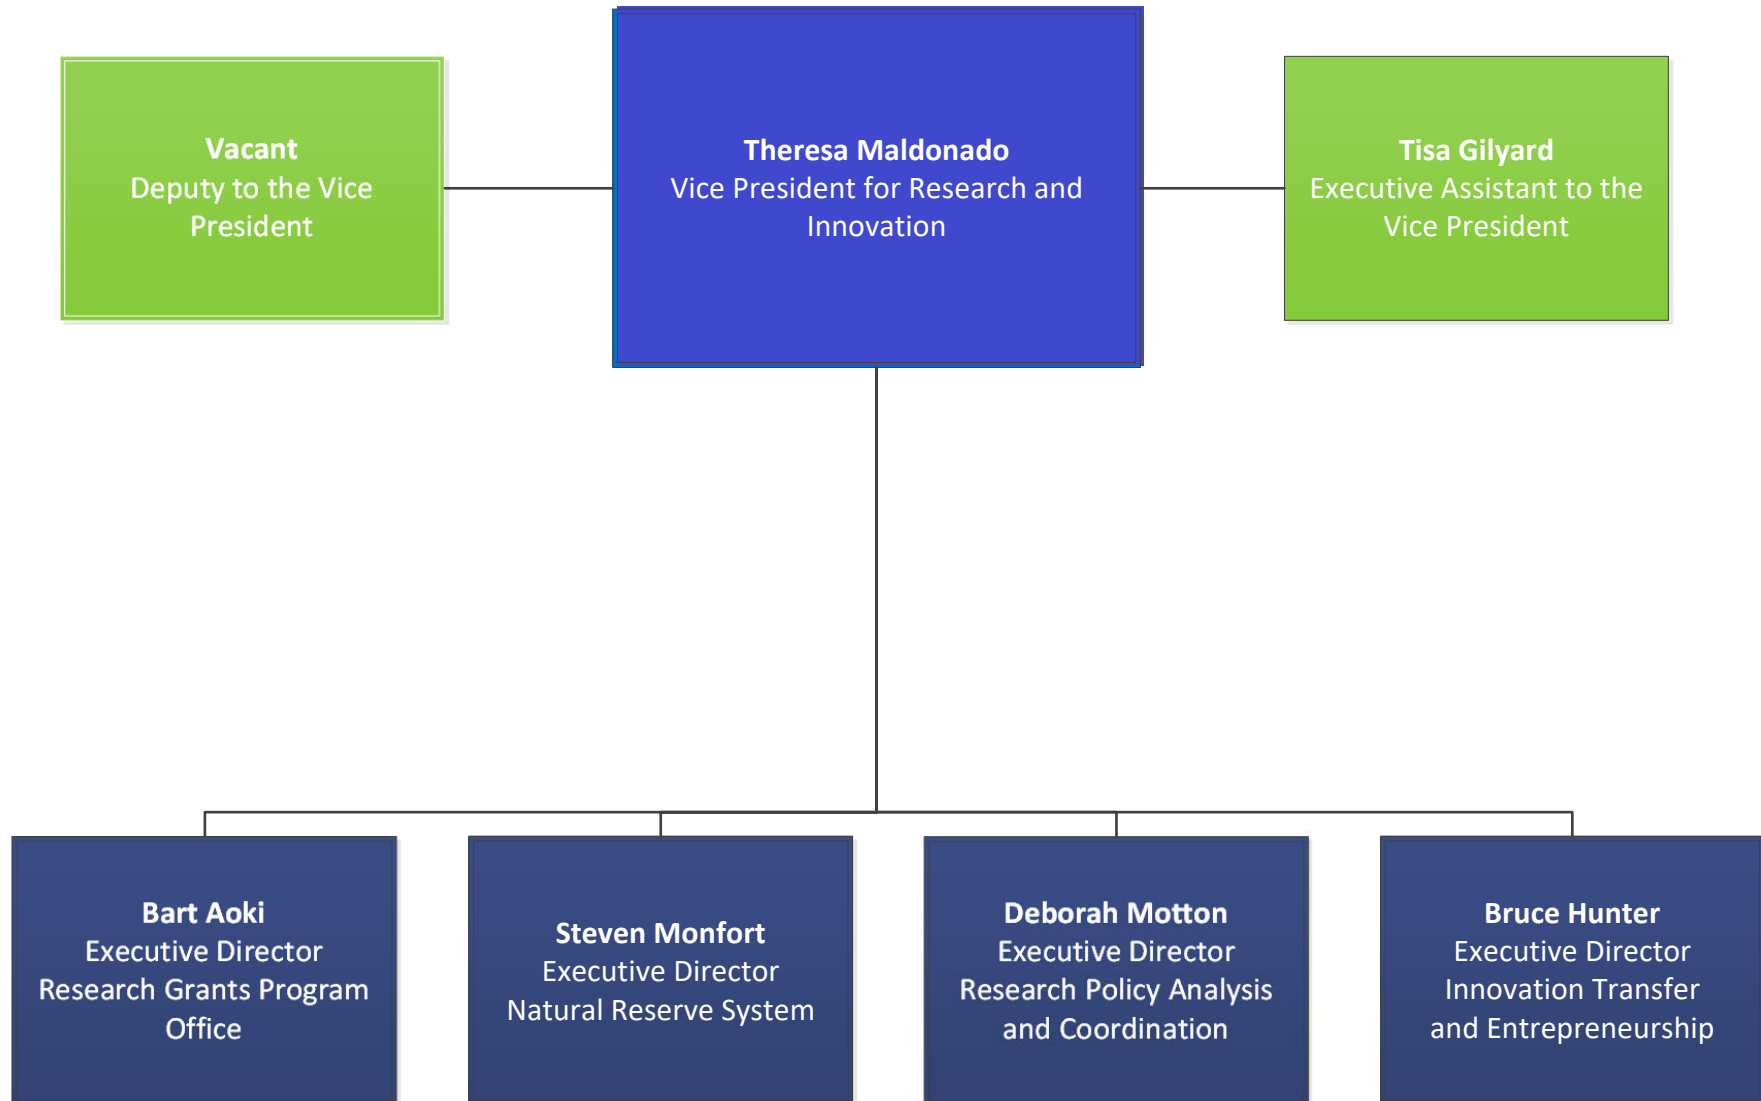 Vacant
Deputy to the Vice
President
Theresa Maldonado
Vice President for Research and
Innovation
Tisa Gilyard
Executive Assistant to the
Vice President
Bart Aoki
Executive Director
Research Grants Program
Office
Steven Monfort
Executive Director
Natural Reserve System
Deborah Motton
Executive Director
Research Policy Analysis
and Coordination
Bruce Hunter
Executive Director
Innovation Transfer
and Entrepreneurship